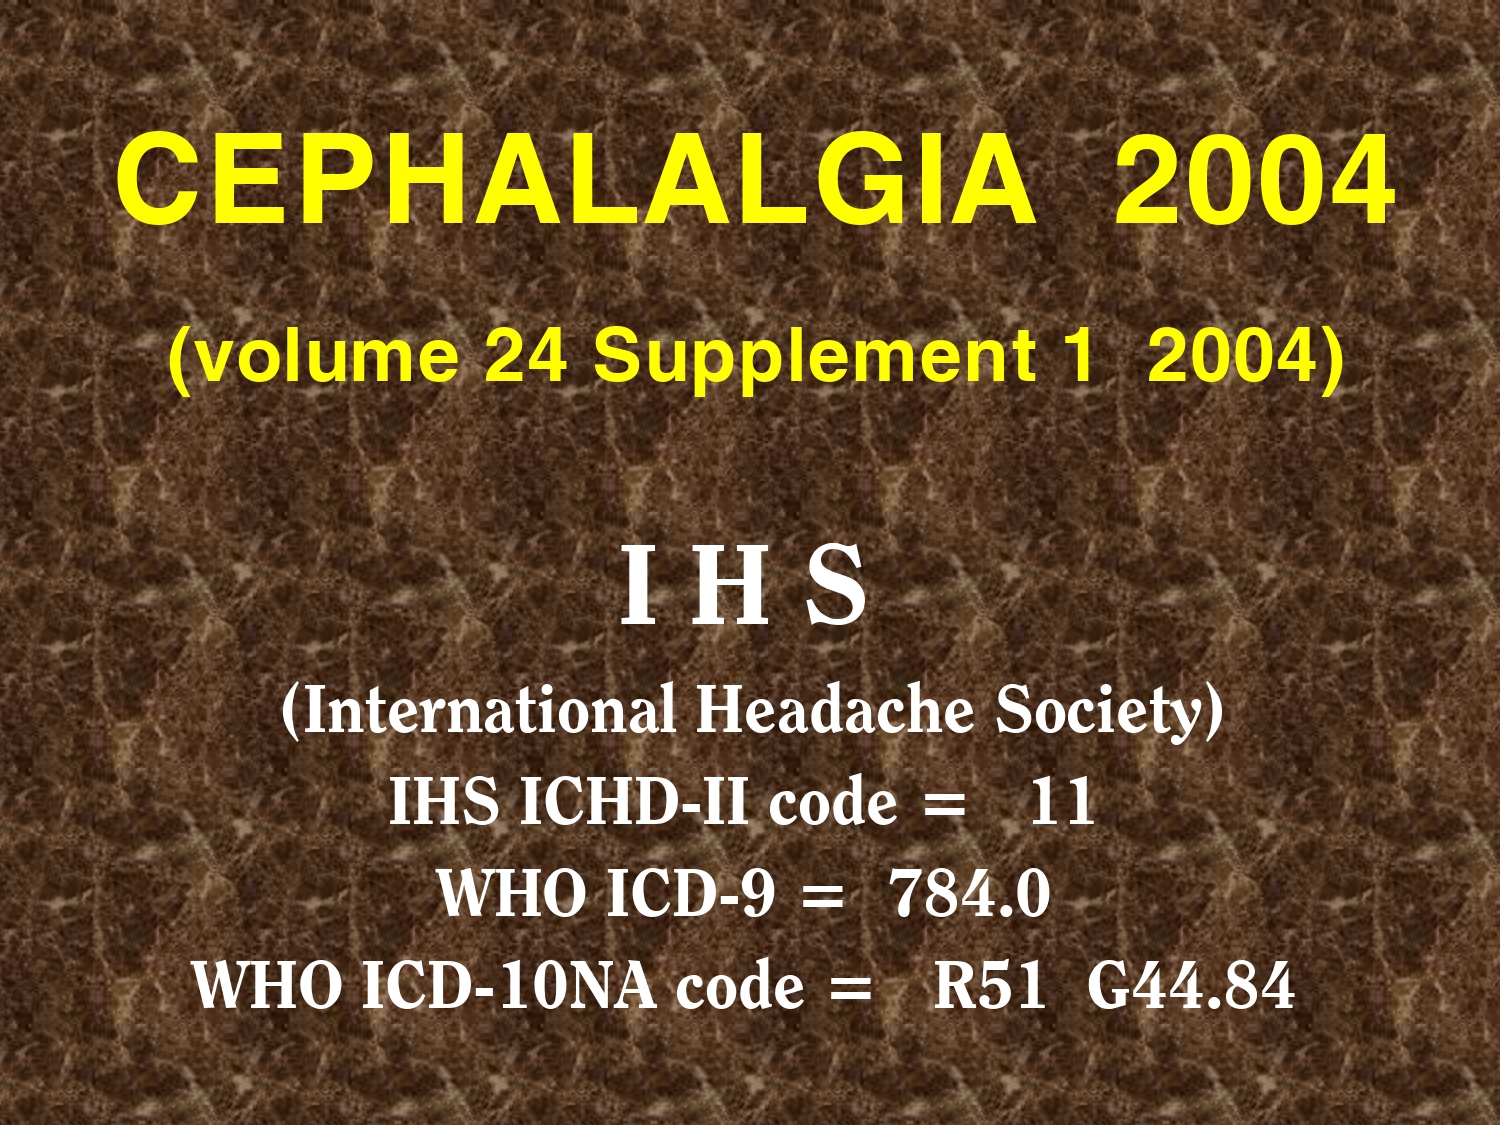 CEPHALALGIA 2004
(volume 24 Supplement 1 2004)
I H S
(International Headache Society)
IHS ICHD-II code = 11
WHO ICD-9 = 784.0
WHO ICD-10NA code = R51 G44.84